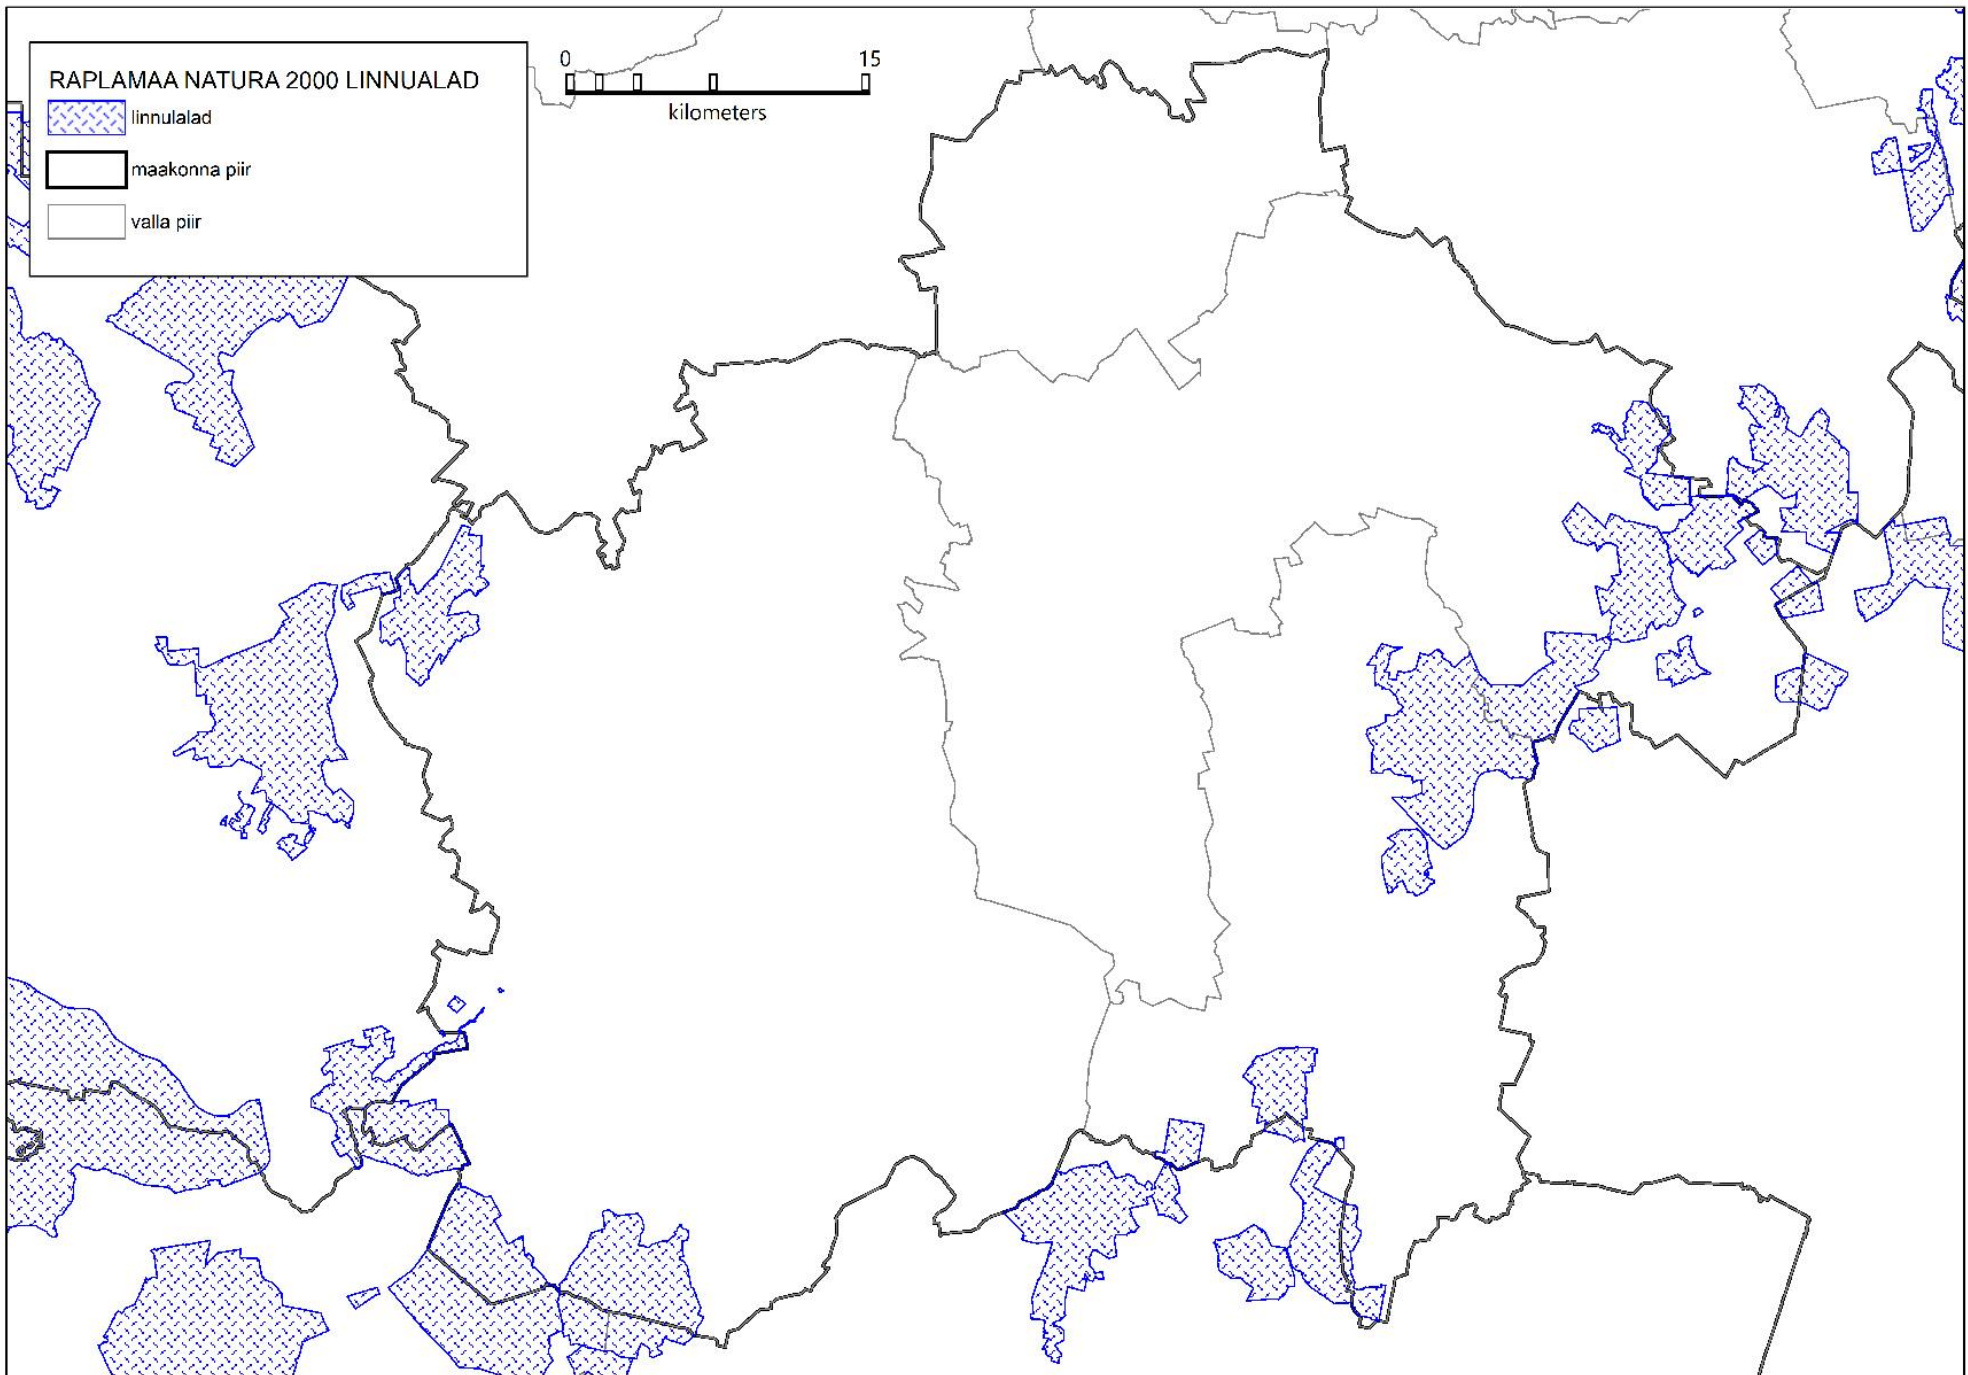 RAPLAMAA NATURA 2000 LINNUALAD
linnulalad
maakonna piir
valla piir
0 15
kilometers